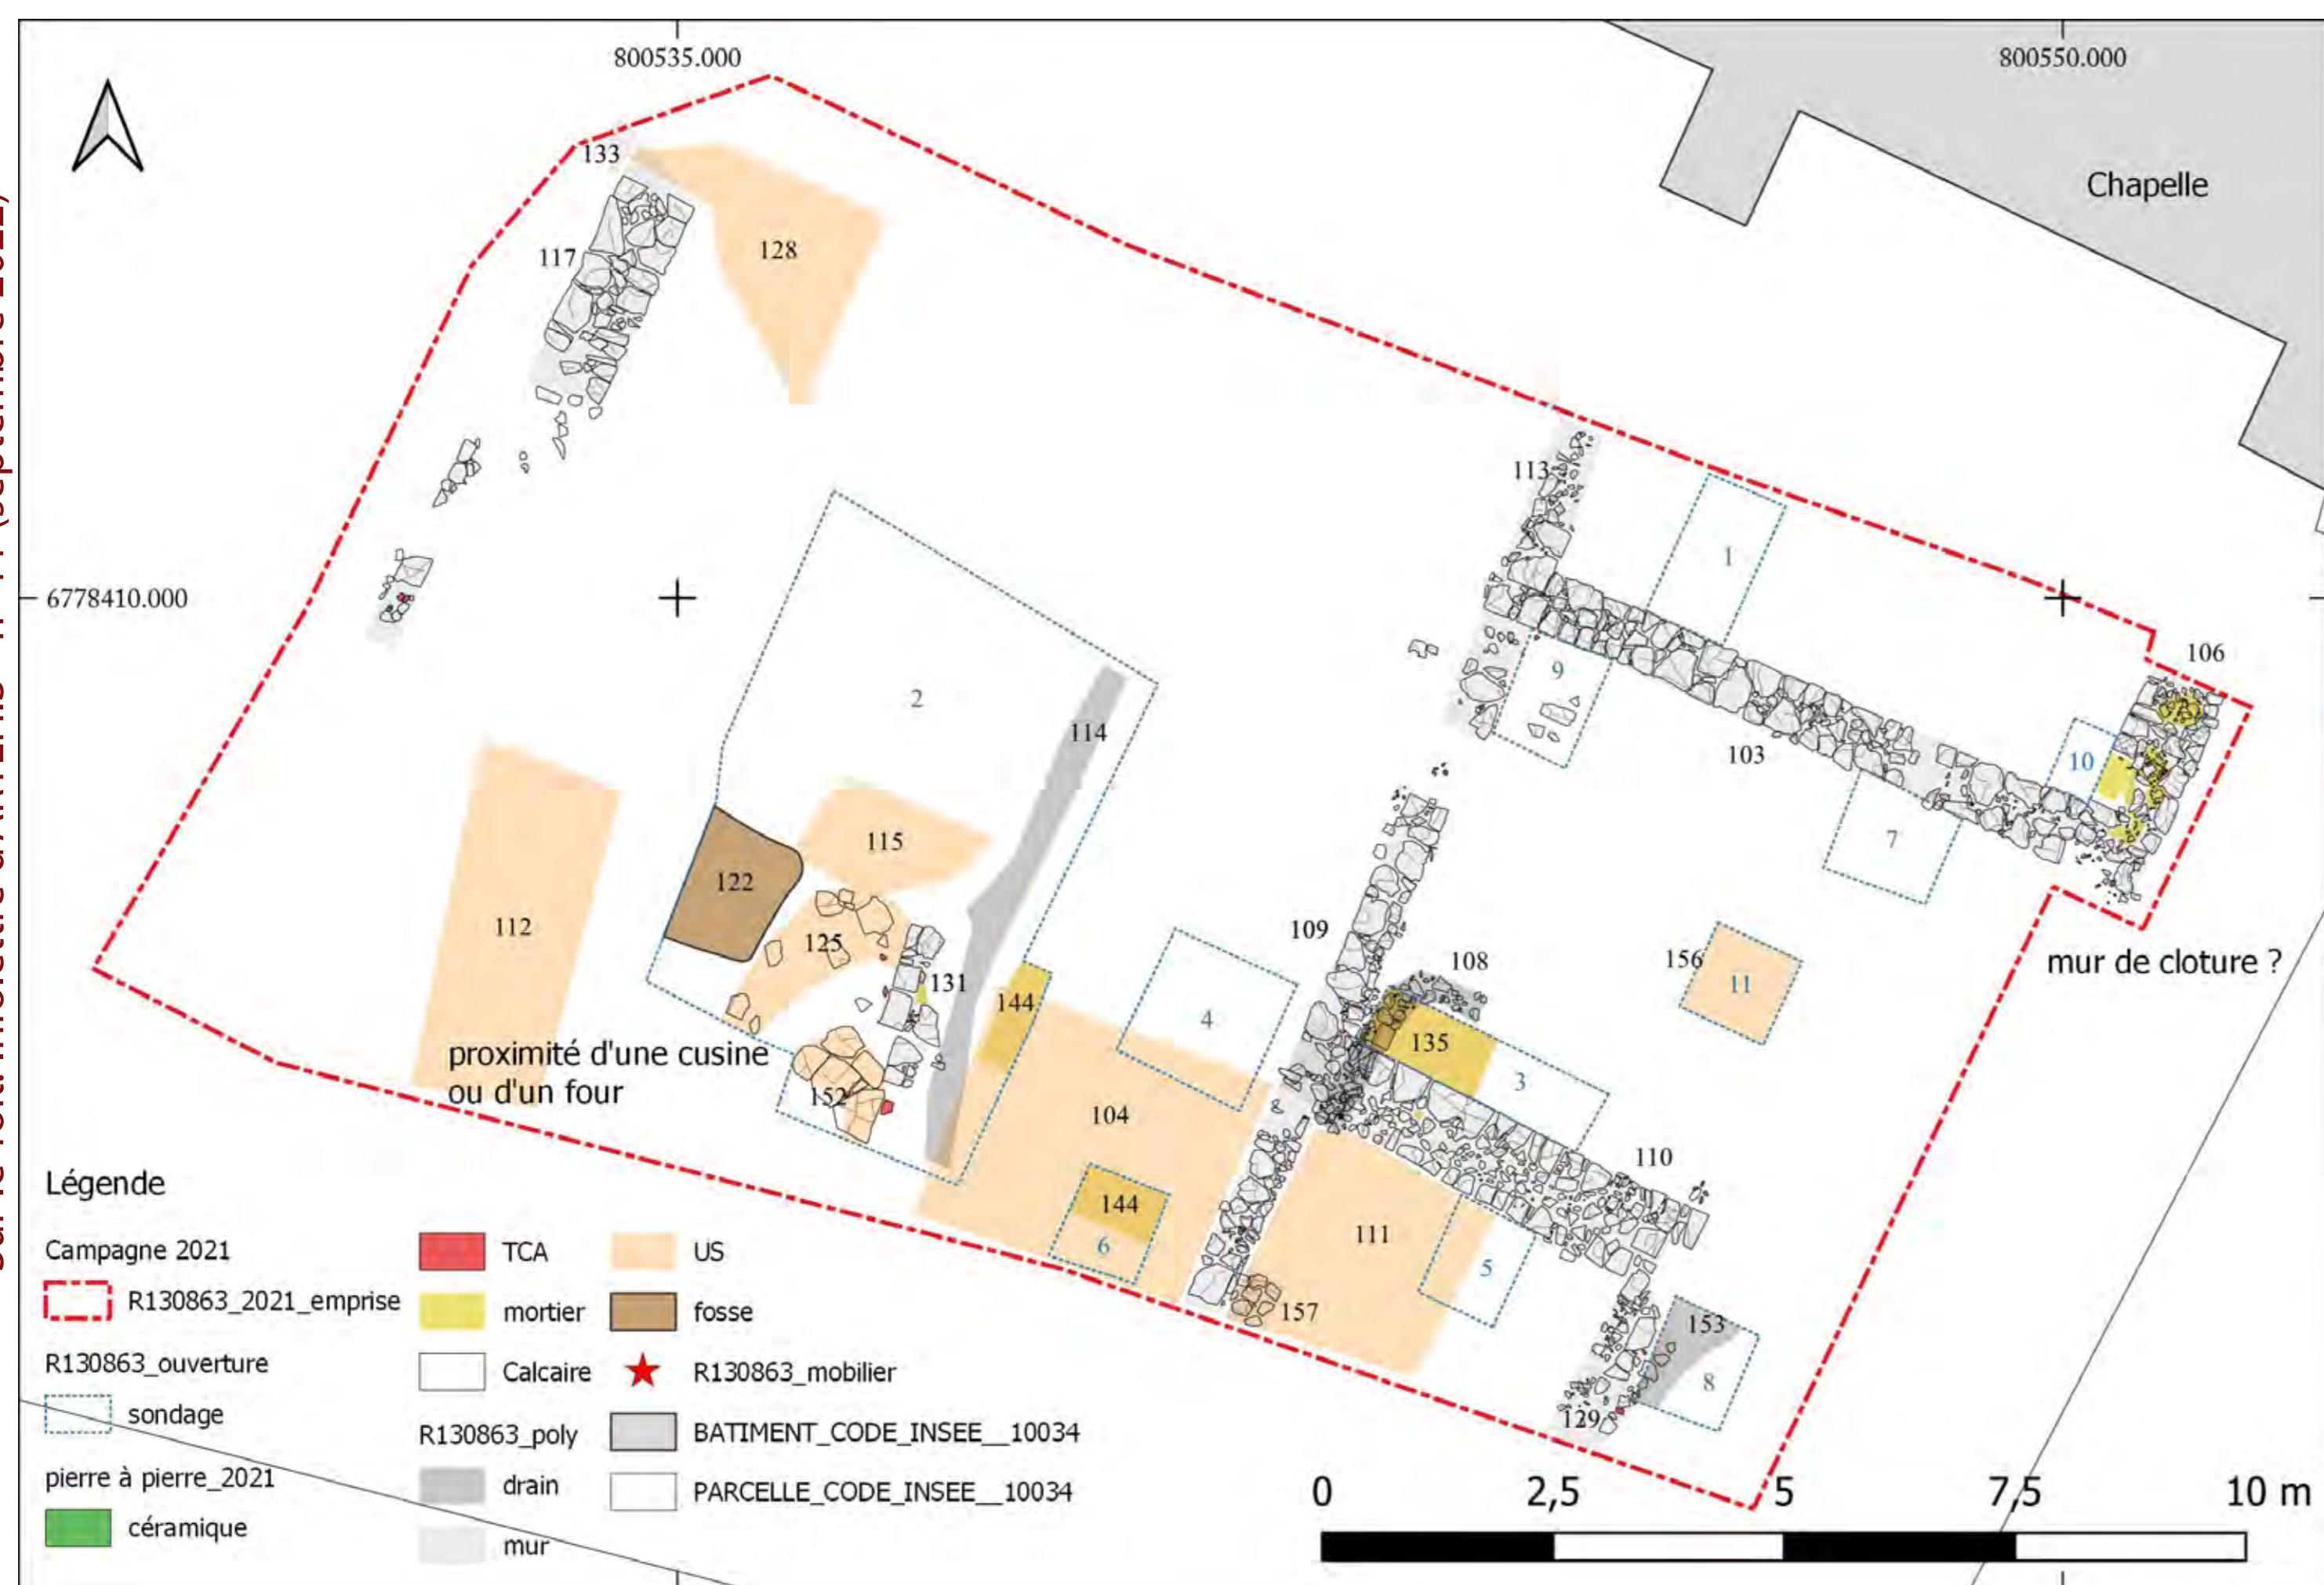 800535.000
800550.000
Chapelle
133
117
128
113
1
6778410.000
106
9
2
114
103
10
7
115
122
112
125
109
108
131
156
11
mur de cloture ?
144
4
135
3
proximité d'une cusine
ou d'un four
152
104
110
144
6
111
5
157
153
8
129
Légende
Campagne 2021
R130863_2021_emprise
R130863_ouverture
sondage
pierre à pierre_2021
céramique
TCA
mortier
Calcaire
R130863_poly
drain
mur
US
fosse
R130863_mobilier
BATIMENT_CODE_INSEE__10034
PARCELLE_CODE_INSEE__10034
0 2,5 5 7,5 10 m